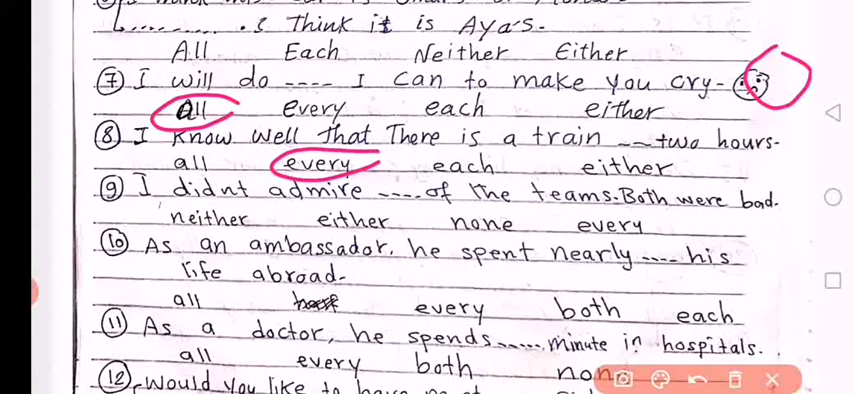 L.......... . I Think it is Aya's.
All Each Neither Either
⑦ I will do ---- I can to make you cry-
all every each either
⑧ I Know well that There is a train --- two hours-
all every each either
⑨ I didnt admire .... of the teams. Both were bad.
neither either none every
⑩ As an ambassador, he spent nearly ---- his
life abroad-
all every both each
⑪ As a doctor, he spends ...... minute in hospitals.
all every both non
⑫ would you like to have